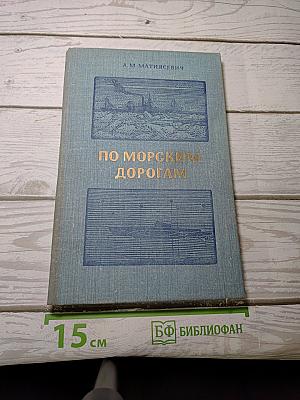 А. М. МАТИЯСЕВИЧ
ПО МОРСКИМ
ДОРОГАМ
15 см
БФ БИБЛИОФАН